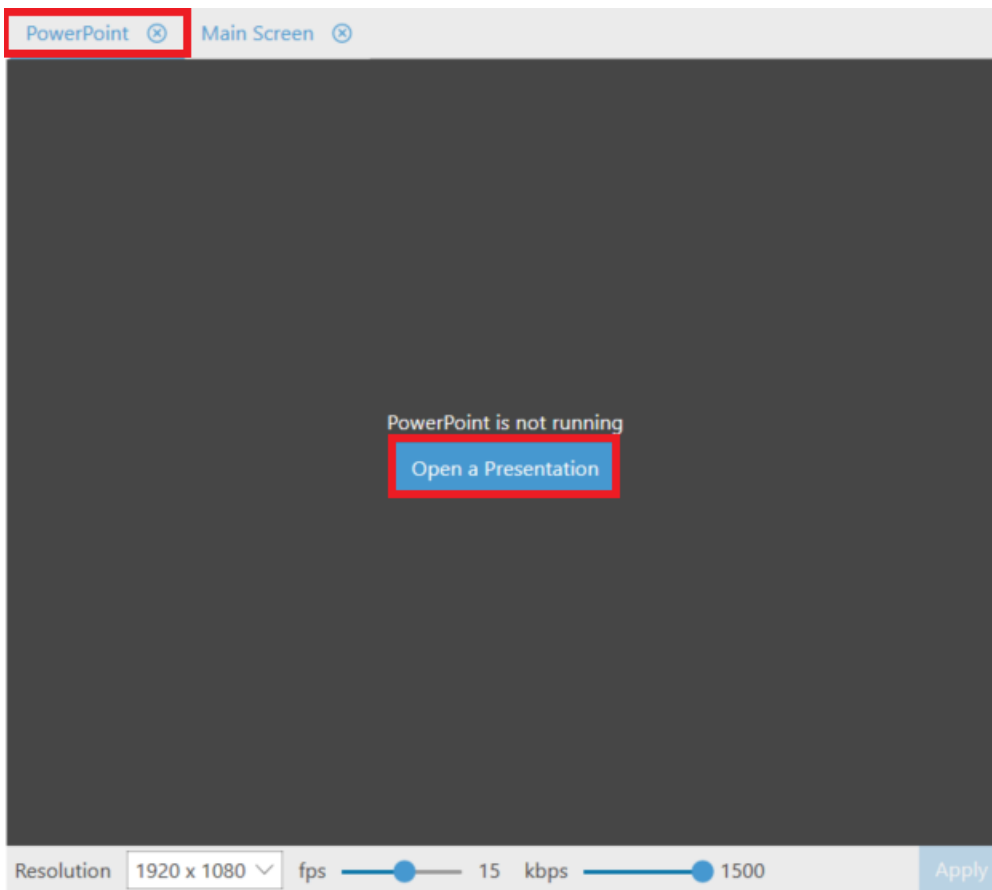 PowerPoint Main Screen
PowerPoint is not running
Open a Presentation
Resolution 1920 x 1080 fps 15 kbps 1500 Apply